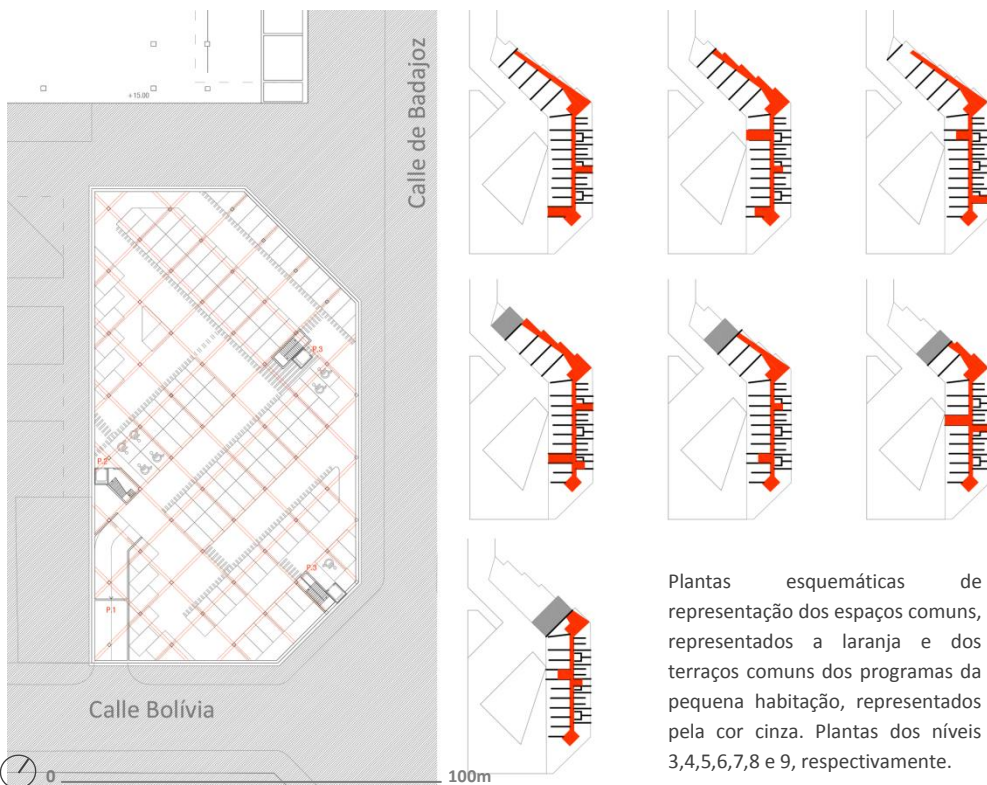 +15.00
Calle de Badajoz
P.3
P.2
P.3
P.1
Calle Bolívia
0
100m
Plantas esquemáticas de
representação dos espaços comuns,
representados a laranja e dos
terraços comuns dos programas da
pequena habitação, representados
pela cor cinza. Plantas dos níveis
3,4,5,6,7,8 e 9, respectivamente.